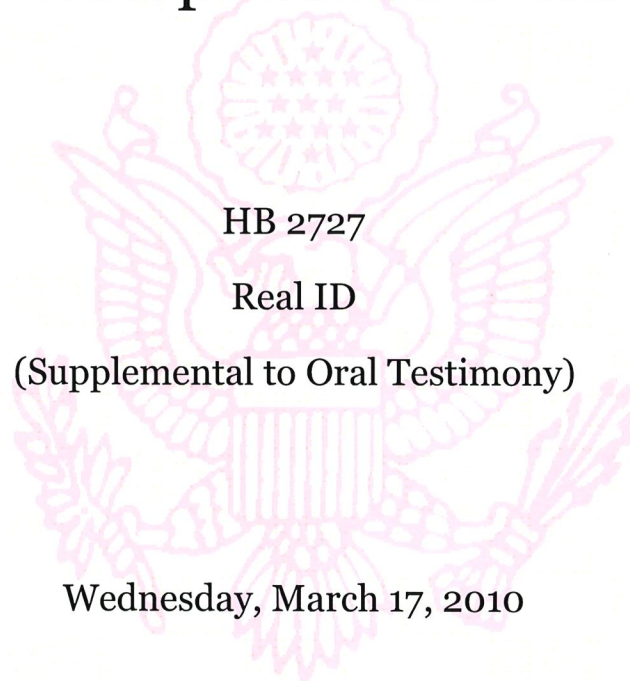 HB 2727
Real ID
(Supplemental to Oral Testimony)
Wednesday, March 17, 2010